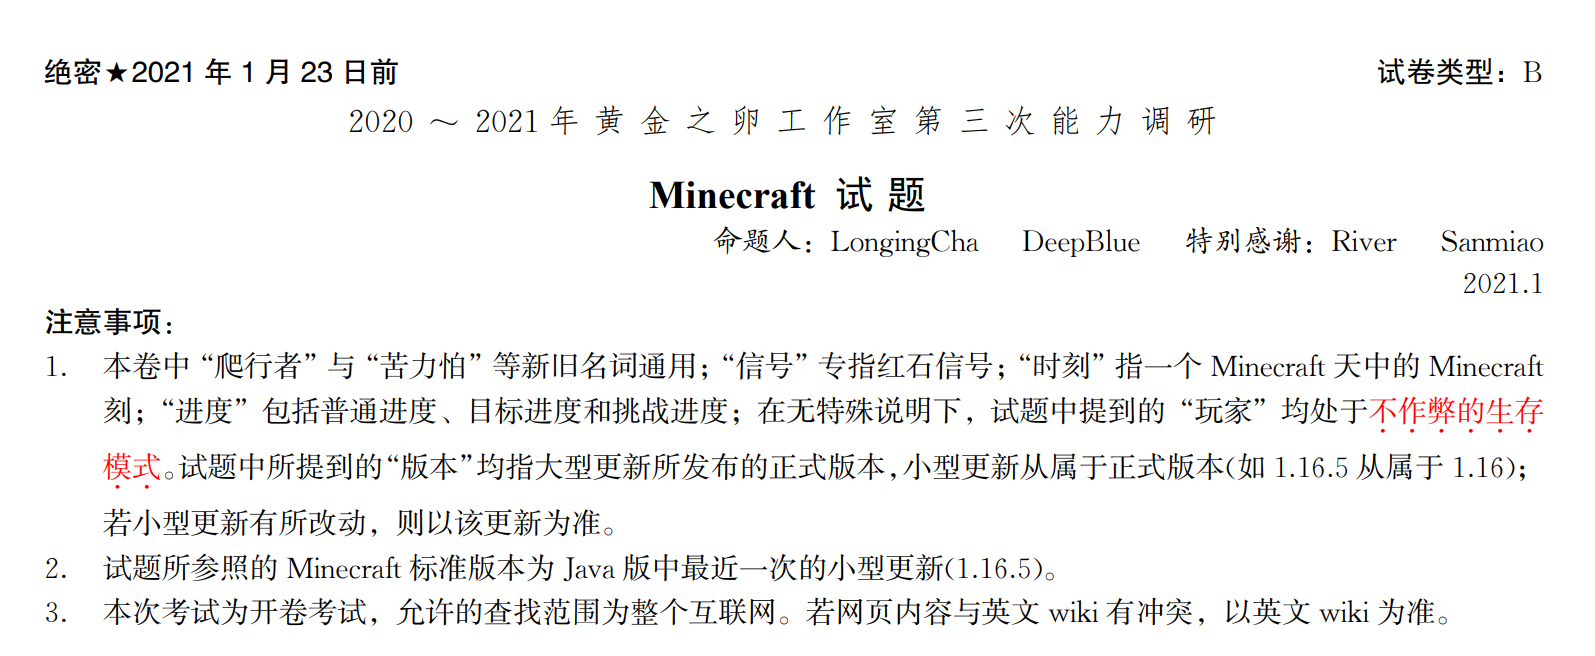 绝密★2021 年 1 月 23 日前
试卷类型：B
2020 ～ 2021 年黄金之卵工作室第三次能力调研
Minecraft 试题
命题人：LongingCha DeepBlue 特别感谢：River Sanmiao
2021.1
注意事项：
1. 本卷中“爬行者”与“苦力怕”等新旧名词通用；“信号”专指红石信号；“时刻”指一个 Minecraft 天中的 Minecraft
刻；“进度”包括普通进度、目标进度和挑战进度；在无特殊说明下，试题中提到的“玩家”均处于不作弊的生存
模式。试题中所提到的“版本”均指大型更新所发布的正式版本，小型更新从属于正式版本(如 1.16.5 从属于 1.16)；
若小型更新有所改动，则以该更新为准。
2. 试题所参照的 Minecraft 标准版本为 Java 版中最近一次的小型更新(1.16.5)。
3. 本次考试为开卷考试，允许的查找范围为整个互联网。若网页内容与英文 wiki 有冲突，以英文 wiki 为准。